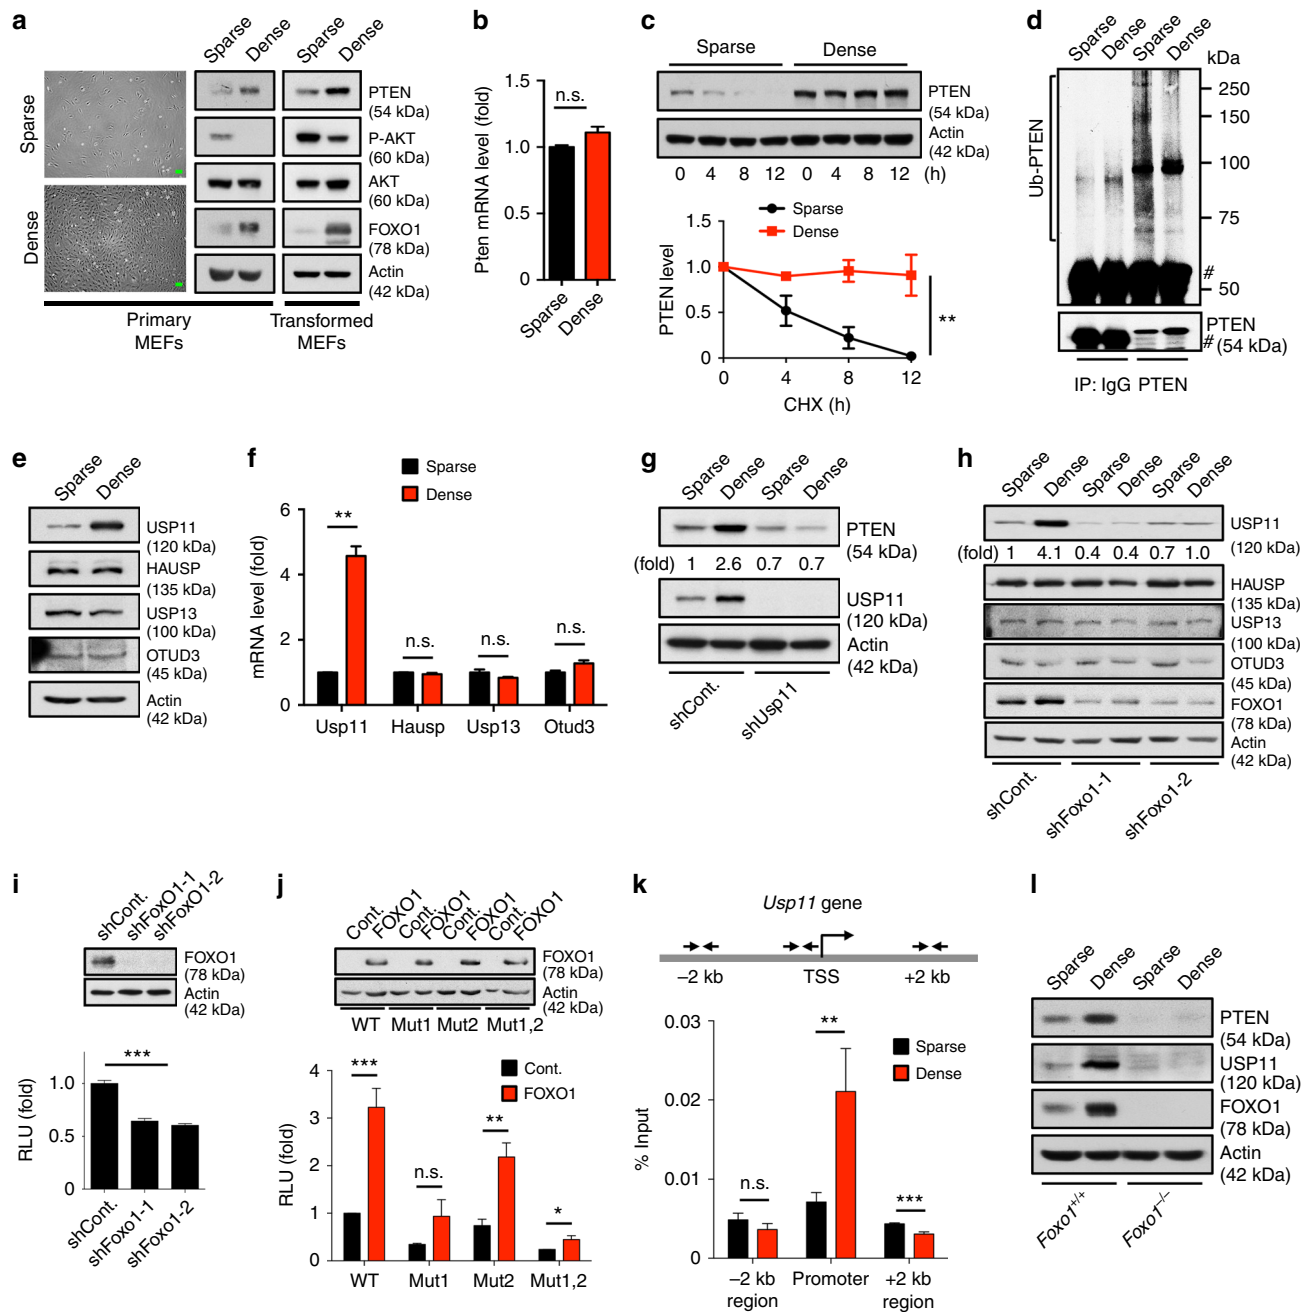 a
Sparse
Dense
Sparse
Dense
Sparse
Dense
PTEN
(54 kDa)
P-AKT
(60 kDa)
AKT
(60 kDa)
FOXO1
(78 kDa)
Actin
(42 kDa)
Primary
MEFs
Transformed
MEFs
b
Pten mRNA level (fold)
1.5
1.0
0.5
0
n.s.
Sparse
Dense
c
Sparse Dense
PTEN
(54 kDa)
Actin
(42 kDa)
0 4 8 12 0 4 8 12 (h)
Sparse
Dense
PTEN level
1.5
1.0
0.5
0
**
0 4 8 12
CHX (h)
d
Sparse
Dense
Sparse
Dense
kDa
250
150
100
75
50
Ub-PTEN
#
PTEN
# (54 kDa)
IP: IgG PTEN
e
Sparse
Dense
USP11
(120 kDa)
HAUSP
(135 kDa)
USP13
(100 kDa)
OTUD3
(45 kDa)
Actin
(42 kDa)
f
Sparse
Dense
mRNA level (fold)
6
4
2
0
**
n.s.
n.s.
n.s.
Usp11 Hausp Usp13 Otud3
g
Sparse
Dense
Sparse
Dense
PTEN
(54 kDa)
(fold) 1 2.6 0.7 0.7
USP11
(120 kDa)
Actin
(42 kDa)
shCont.
shUsp11
h
Sparse
Dense
Sparse
Dense
Sparse
Dense
USP11
(120 kDa)
(fold) 1 4.1 0.4 0.4 0.7 1.0
HAUSP
(135 kDa)
USP13
(100 kDa)
OTUD3
(45 kDa)
FOXO1
(78 kDa)
Actin
(42 kDa)
shCont.
shFoxo1-1
shFoxo1-2
i
shCont.
shFoxO1-1
shFoxO1-2
FOXO1
(78 kDa)
Actin
(42 kDa)
RLU (fold)
1.0
0.5
0
***
shCont.
shFoxo1-1
shFoxo1-2
j
Cont.
FOXO1
Cont.
FOXO1
Cont.
FOXO1
Cont.
FOXO1
FOXO1
(78 kDa)
Actin
(42 kDa)
WT Mut1 Mut2 Mut1,2
Cont.
FOXO1
RLU (fold)
4
3
2
1
0
***
n.s.
**
*
WT Mut1 Mut2 Mut1,2
k
Usp11 gene
–2 kb TSS +2 kb
Sparse
Dense
% Input
0.03
0.02
0.01
0
n.s.
**
***
–2 kb
region
Promoter
+2 kb
region
l
Sparse
Dense
Sparse
Dense
PTEN
(54 kDa)
USP11
(120 kDa)
FOXO1
(78 kDa)
Actin
(42 kDa)
Foxo1+/+
Foxo1–/–